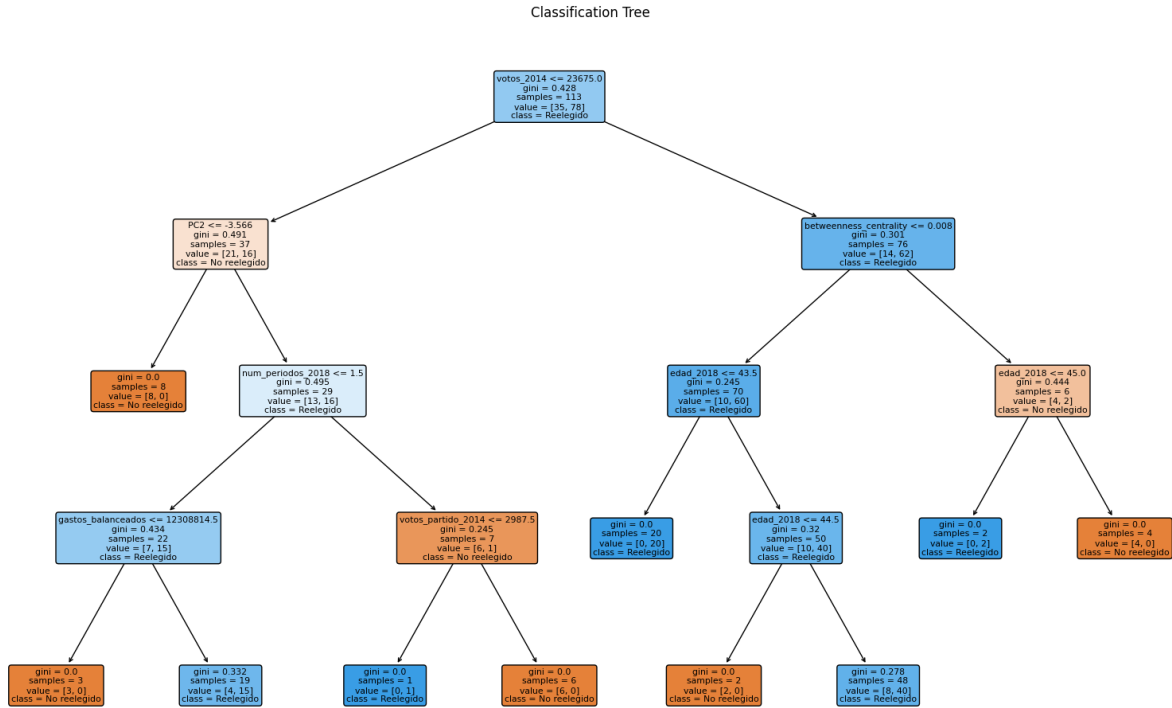 Classification Tree
votos_2014 <= 23675.0
gini = 0.428
samples = 113
value = [35, 78]
class = Reelegido
PC2 <= -3.566
gini = 0.491
samples = 37
value = [21, 16]
class = No reelegido
betweenness_centrality <= 0.008
gini = 0.301
samples = 76
value = [14, 62]
class = Reelegido
gini = 0.0
samples = 8
value = [8, 0]
class = No reelegido
num_periodos_2018 <= 1.5
gini = 0.495
samples = 29
value = [13, 16]
class = Reelegido
edad_2018 <= 43.5
gini = 0.245
samples = 70
value = [10, 60]
class = Reelegido
edad_2018 <= 45.0
gini = 0.444
samples = 6
value = [4, 2]
class = No reelegido
gastos_balanceados <= 12308814.5
gini = 0.434
samples = 22
value = [7, 15]
class = Reelegido
votos_partido_2014 <= 2987.5
gini = 0.245
samples = 7
value = [6, 1]
class = No reelegido
gini = 0.0
samples = 20
value = [0, 20]
class = Reelegido
edad_2018 <= 44.5
gini = 0.32
samples = 50
value = [10, 40]
class = Reelegido
gini = 0.0
samples = 2
value = [0, 2]
class = Reelegido
gini = 0.0
samples = 4
value = [4, 0]
class = No reelegido
gini = 0.0
samples = 3
value = [3, 0]
class = No reelegido
gini = 0.332
samples = 19
value = [4, 15]
class = Reelegido
gini = 0.0
samples = 1
value = [0, 1]
class = Reelegido
gini = 0.0
samples = 6
value = [6, 0]
class = No reelegido
gini = 0.0
samples = 2
value = [2, 0]
class = No reelegido
gini = 0.278
samples = 48
value = [8, 40]
class = Reelegido